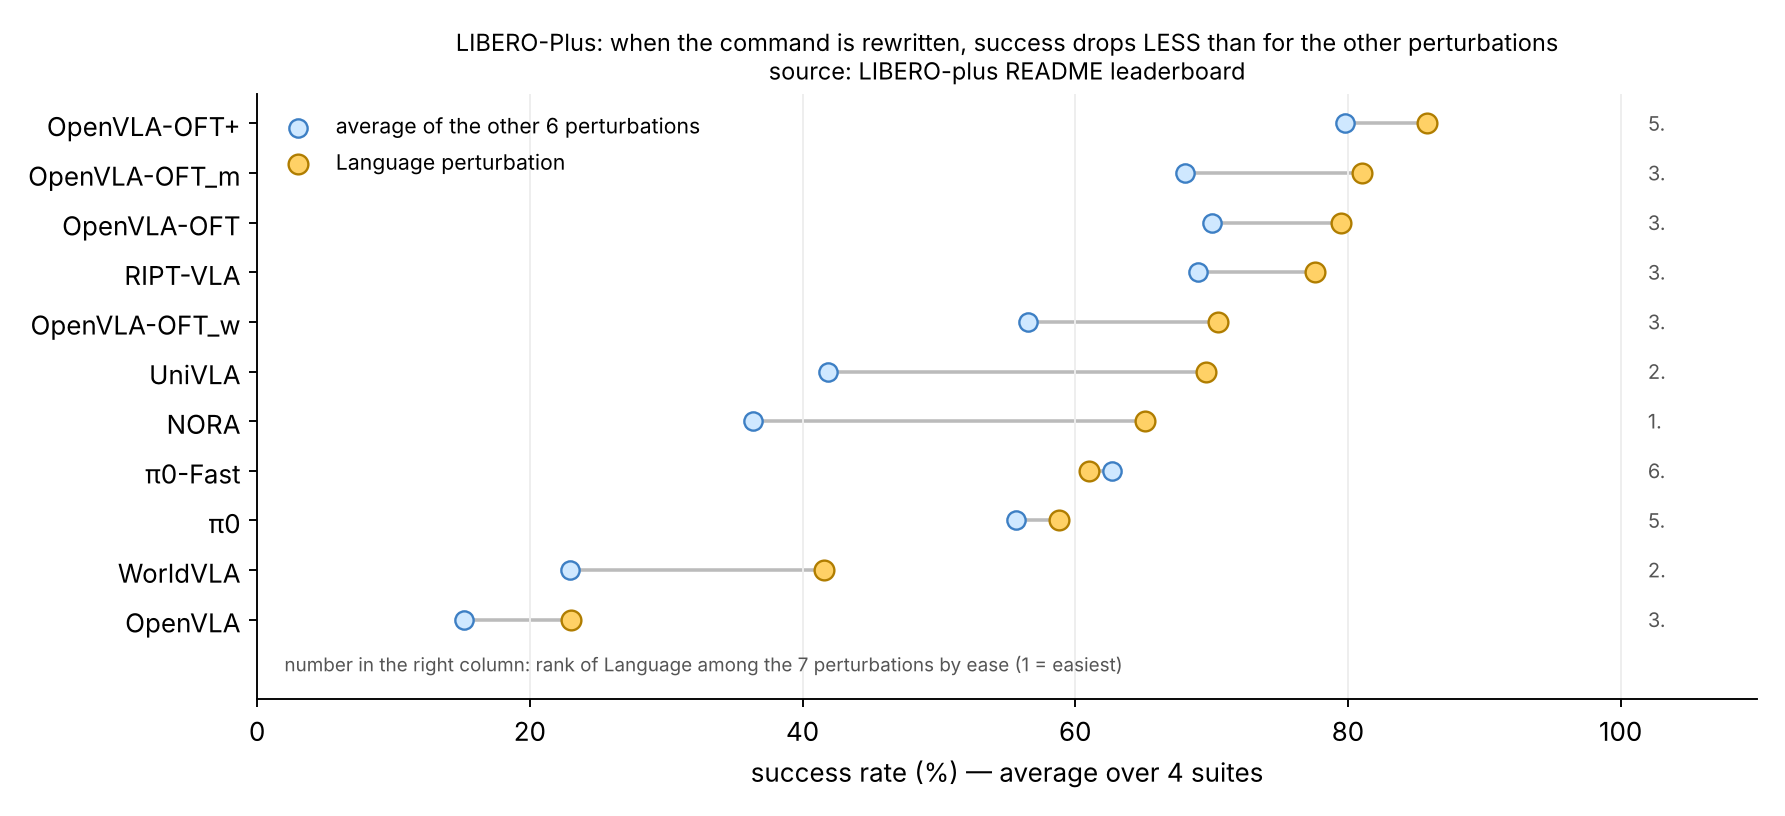 LIBERO-Plus: when the command is rewritten, success drops LESS than for the other perturbations
source: LIBERO-plus README leaderboard
average of the other 6 perturbations
Language perturbation
OpenVLA-OFT+ 5.
OpenVLA-OFT_m 3.
OpenVLA-OFT 3.
RIPT-VLA 3.
OpenVLA-OFT_w 3.
UniVLA 2.
NORA 1.
π0-Fast 6.
π0 5.
WorldVLA 2.
OpenVLA 3.
number in the right column: rank of Language among the 7 perturbations by ease (1 = easiest)
0 20 40 60 80 100
success rate (%) — average over 4 suites